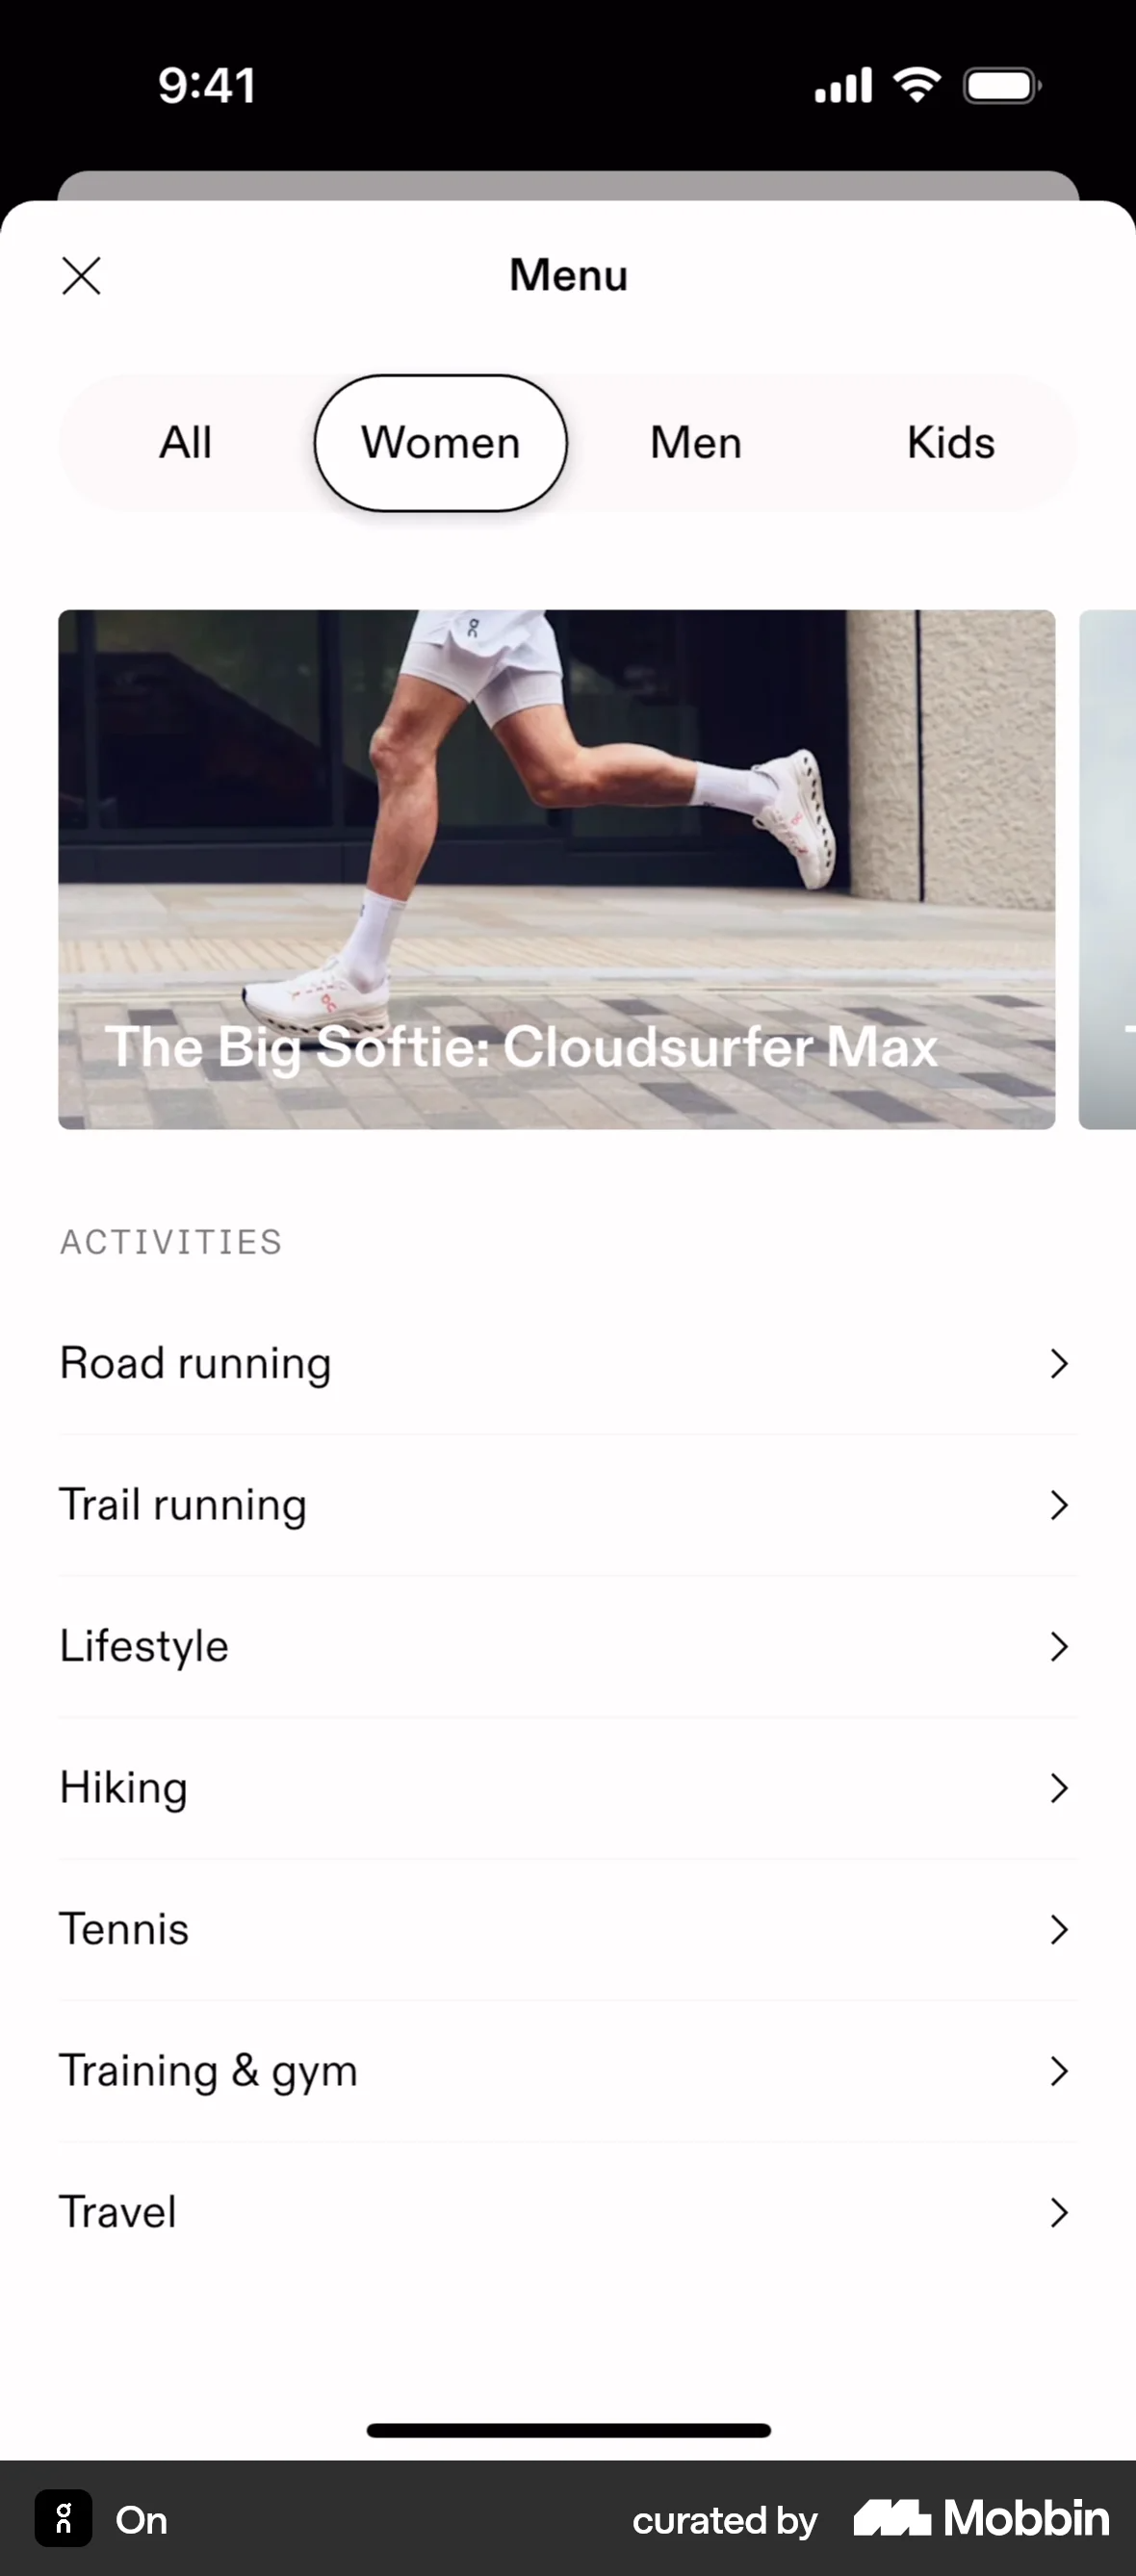 9:41
Menu
All Women Men Kids
The Big Softie: Cloudsurfer Max
ACTIVITIES
Road running
Trail running
Lifestyle
Hiking
Tennis
Training & gym
Travel
On curated by Mobbin